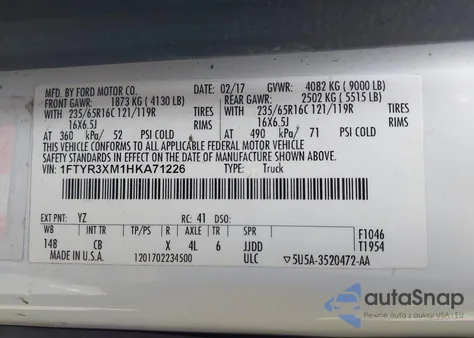 MFD. BY FORD MOTOR CO.
DATE: 02/17 GVWR: 4082 KG ( 9000 LB)
FRONT GAWR: 1873 KG ( 4130 LB)
REAR GAWR: 2502 KG ( 5515 LB)
WITH 235/65R16C 121/119R TIRES
WITH 235/65R16C 121/119R TIRES
16X6.5J RIMS
16X6.5J RIMS
AT 360 kPa/ 52 PSI COLD
AT 490 kPa/ 71 PSI COLD
THIS VEHICLE CONFORMS TO ALL APPLICABLE FEDERAL MOTOR VEHICLE
SAFETY STANDARDS IN EFFECT ON THE DATE OF MANUFACTURE SHOWN ABOVE.
VIN: 1FTYR3XM1HKA71226 TYPE: Truck
EXT PNT: YZ RC: 41 DSO:
WB INT TR TP/PS R AXLE TR SPR
148 CB X 4L 6 JJDD
F1046
T1954
MADE IN U.S.A. 1201702234500 ULC ▽5U5A-3520472-AA
autoSnap
Pewne auta z USA i EU